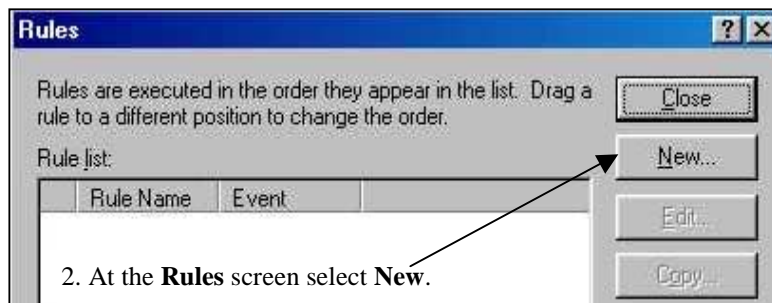 Rules
Rules are executed in the order they appear in the list. Drag a
rule to a different position to change the order.
Close
Rule list:
New...
Rule Name Event
Edit...
2. At the Rules screen select New.
Copy...